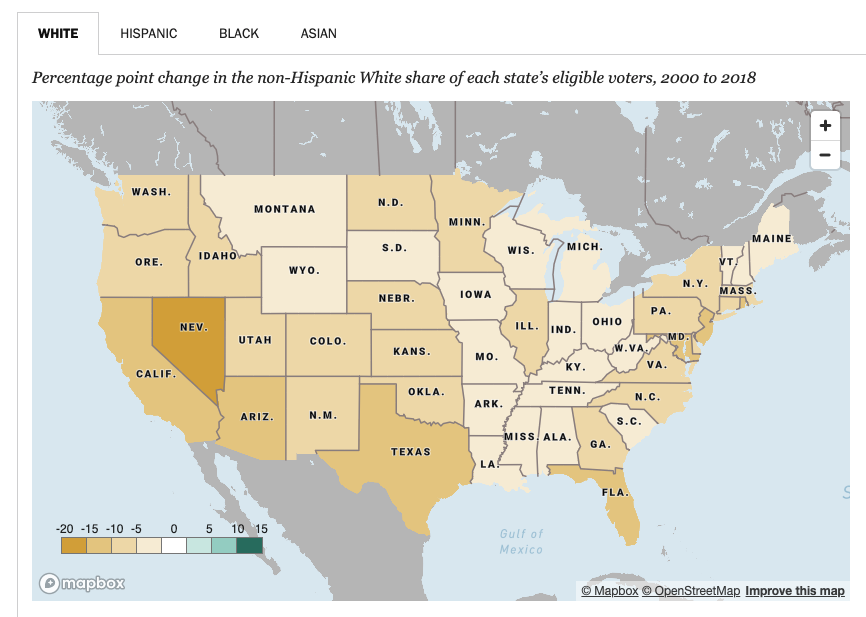 WHITE HISPANIC BLACK ASIAN
Percentage point change in the non-Hispanic White share of each state's eligible voters, 2000 to 2018
+
−
WASH.
MONTANA
N.D.
MINN.
ORE.
IDAHO
WYO.
S.D.
WIS.
MICH.
VT.
MAINE
N.Y.
MASS.
NEV.
UTAH
COLO.
NEBR.
IOWA
ILL.
IND.
OHIO
PA.
MD.
CALIF.
KANS.
MO.
KY.
W.VA.
VA.
ARIZ.
N.M.
OKLA.
ARK.
TENN.
N.C.
TEXAS
LA.
MISS.
ALA.
GA.
S.C.
FLA.
-20 -15 -10 -5 0 5 10 15
Gulf of
Mexico
S
mapbox
© Mapbox © OpenStreetMap Improve this map